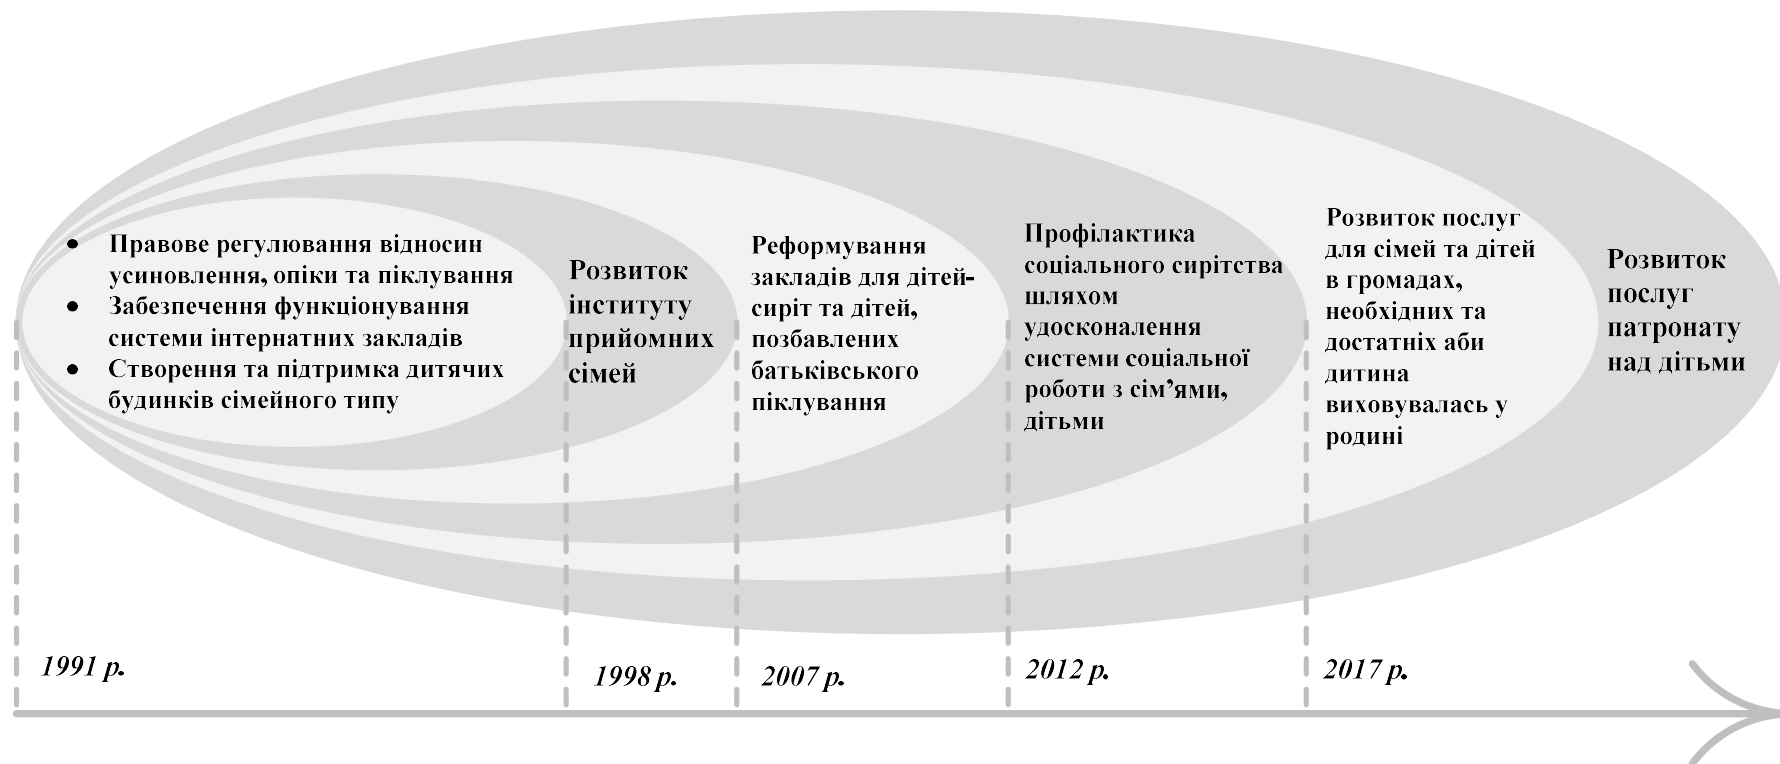 • Правове регулювання відносин
усиновлення, опіки та піклування
• Забезпечення функціонування
системи інтернатних закладів
• Створення та підтримка дитячих
будинків сімейного типу
Розвиток
інституту
прийомних
сімей
Реформування
закладів для дітей-
сиріт та дітей,
позбавлених
батьківського
піклування
Профілактика
соціального сирітства
шляхом
удосконалення
системи соціальної
роботи з сім’ями,
дітьми
Розвиток послуг
для сімей та дітей
в громадах,
необхідних та
достатніх аби
дитина
виховувалась у
родині
Розвиток
послуг
патронату
над дітьми
1991 р.
1998 р.
2007 р.
2012 р.
2017 р.